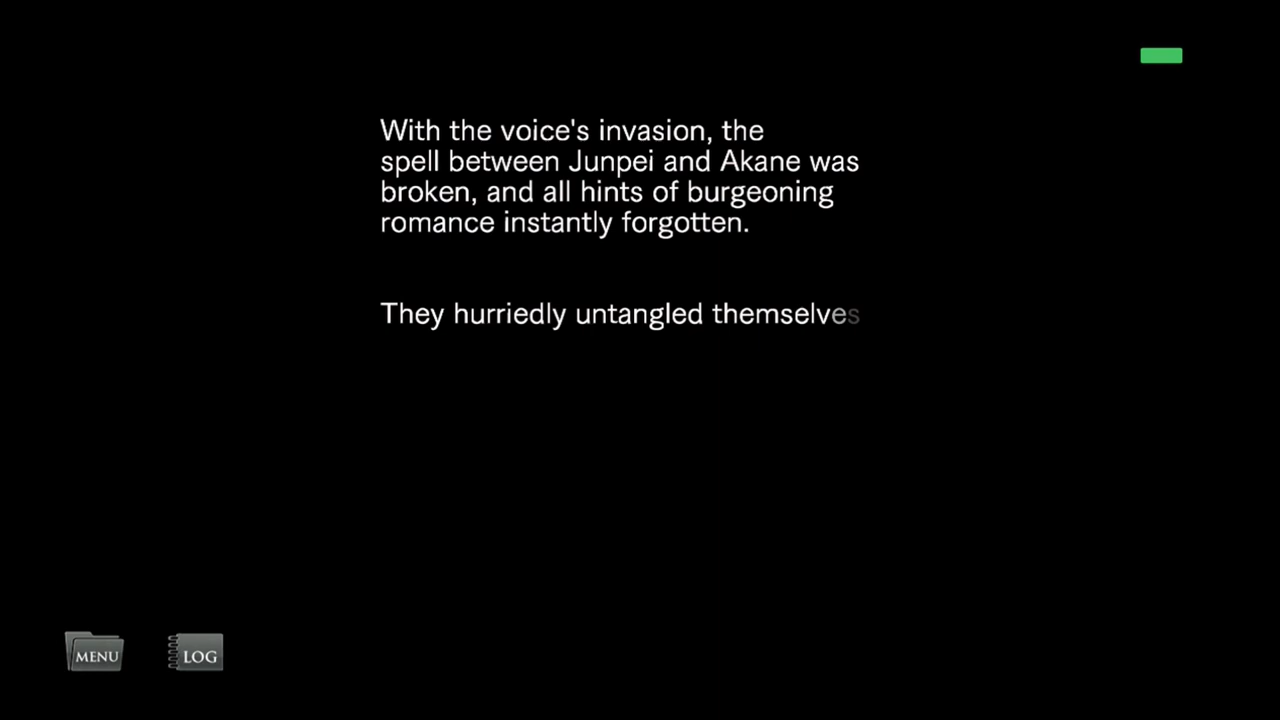 With the voice's invasion, the
spell between Junpei and Akane was
broken, and all hints of burgeoning
romance instantly forgotten.
They hurriedly untangled themselves
MENU
LOG